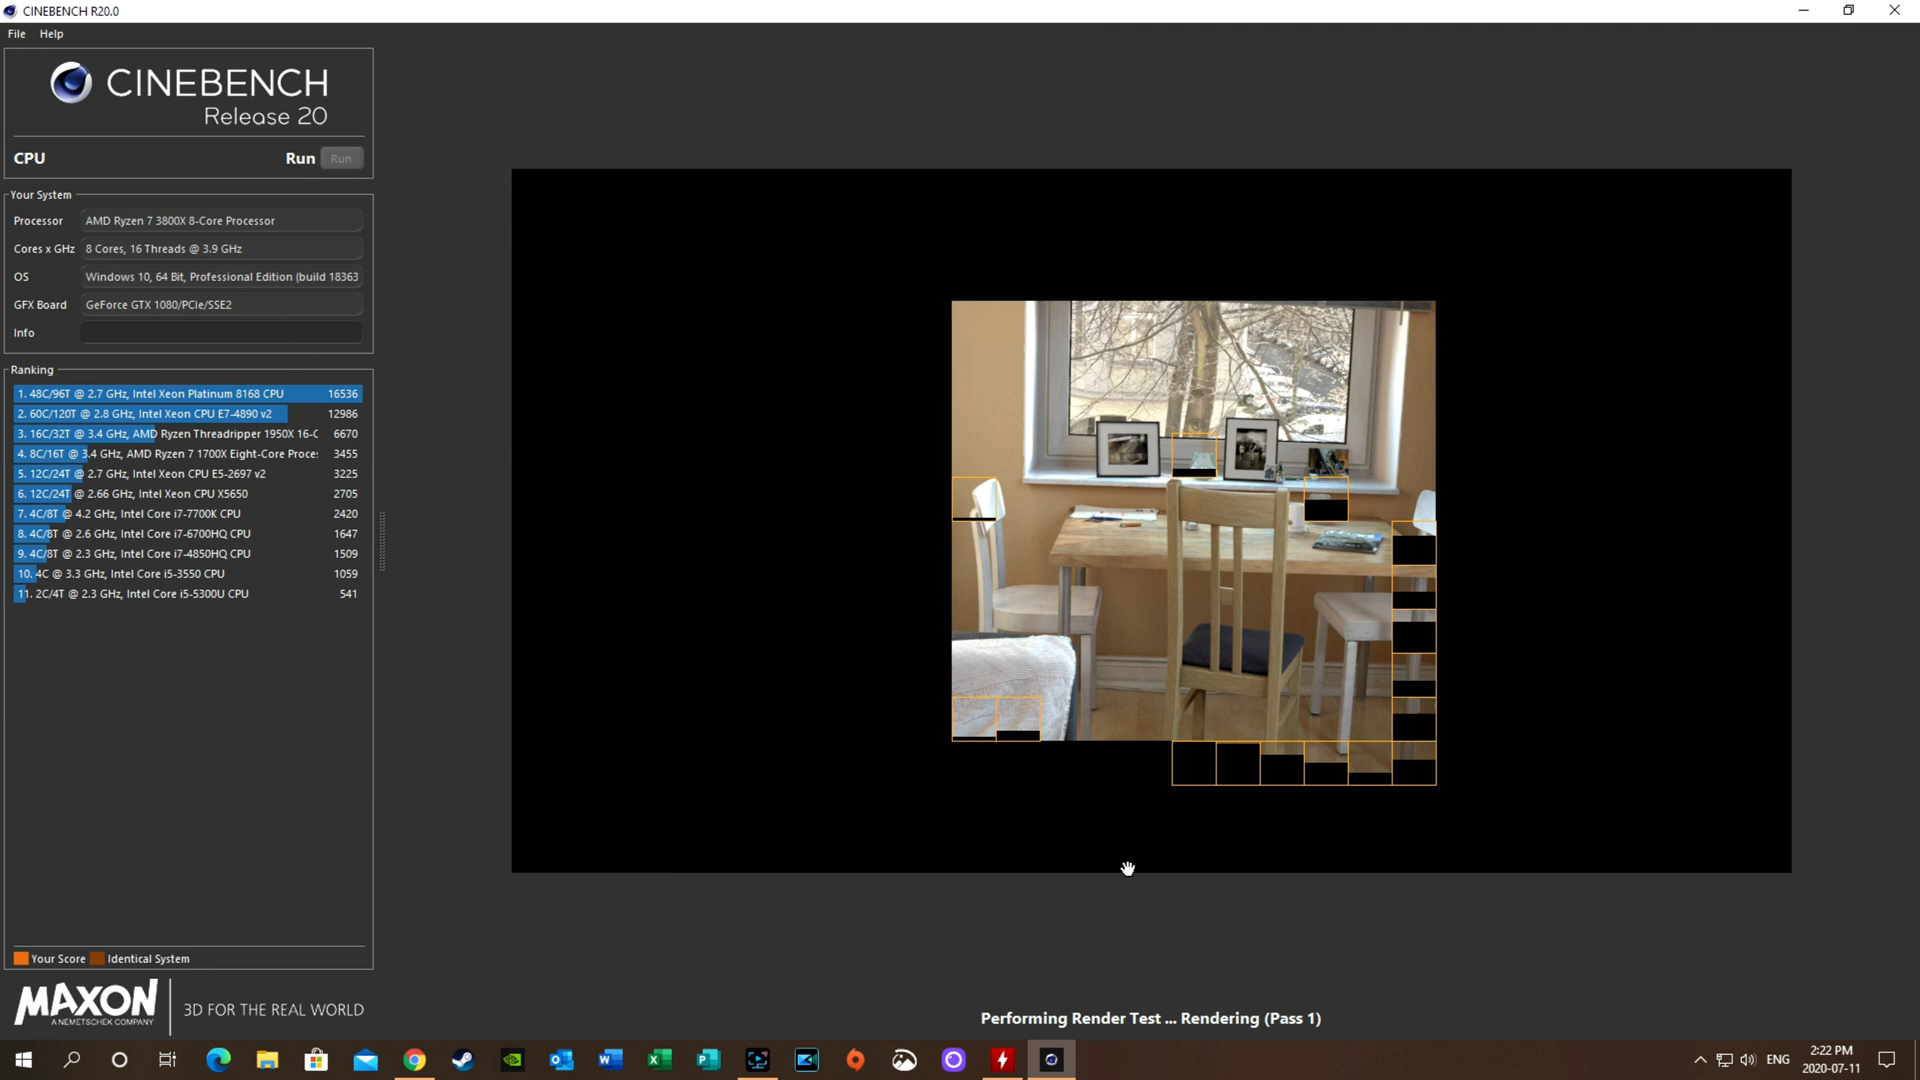 CINEBENCH R20.0
File Help
CINEBENCH
Release 20
CPU Run Run
Your System
Processor AMD Ryzen 7 3800X 8-Core Processor
Cores x GHz 8 Cores, 16 Threads @ 3.9 GHz
OS Windows 10, 64 Bit, Professional Edition (build 18363
GFX Board GeForce GTX 1080/PCIe/SSE2
Info
Ranking
1. 48C/96T @ 2.7 GHz, Intel Xeon Platinum 8168 CPU 16536
2. 60C/120T @ 2.8 GHz, Intel Xeon CPU E7-4890 v2 12986
3. 16C/32T @ 3.4 GHz, AMD Ryzen Threadripper 1950X 16-C 6670
4. 8C/16T @ 3.4 GHz, AMD Ryzen 7 1700X Eight-Core Proces 3455
5. 12C/24T @ 2.7 GHz, Intel Xeon CPU E5-2697 v2 3225
6. 12C/24T @ 2.66 GHz, Intel Xeon CPU X5650 2705
7. 4C/8T @ 4.2 GHz, Intel Core i7-7700K CPU 2420
8. 4C/8T @ 2.6 GHz, Intel Core i7-6700HQ CPU 1647
9. 4C/8T @ 2.3 GHz, Intel Core i7-4850HQ CPU 1509
10. 4C @ 3.3 GHz, Intel Core i5-3550 CPU 1059
11. 2C/4T @ 2.3 GHz, Intel Core i5-5300U CPU 541
Your Score Identical System
MAXON
A NEMETSCHEK COMPANY
3D FOR THE REAL WORLD
Performing Render Test ... Rendering (Pass 1)
ENG
2:22 PM
2020-07-11